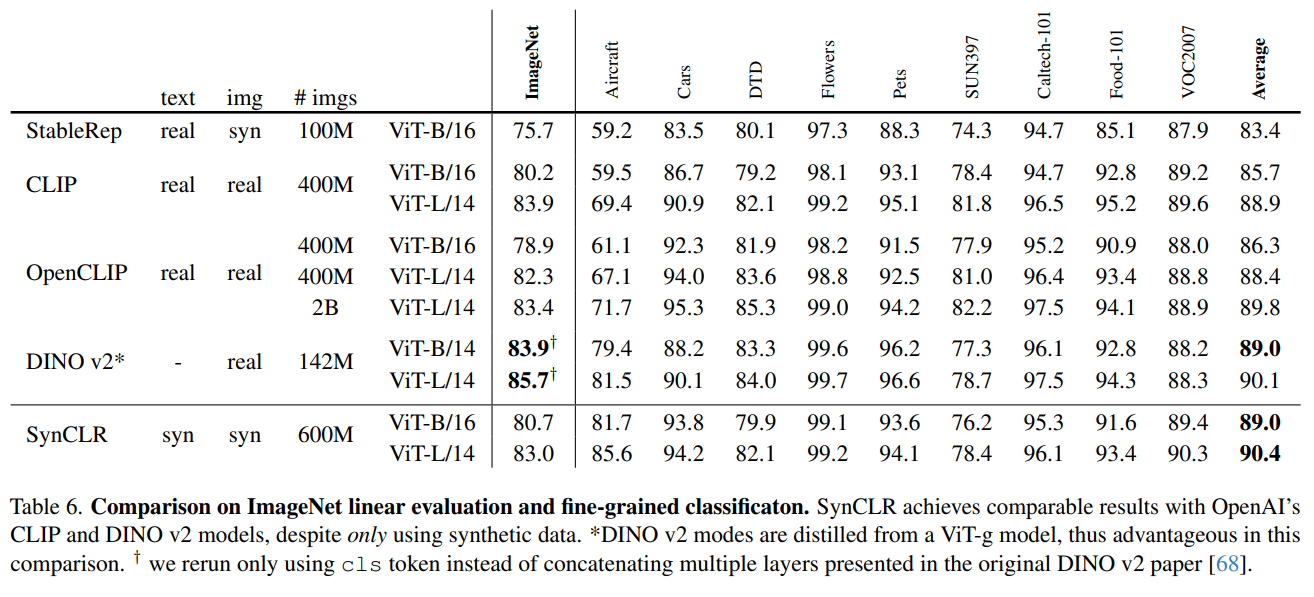 text img # imgs ImageNet Aircraft Cars DTD Flowers Pets SUN397 Caltech-101 Food-101 VOC2007 Average
StableRep real syn 100M ViT-B/16 75.7 59.2 83.5 80.1 97.3 88.3 74.3 94.7 85.1 87.9 83.4
CLIP real real 400M ViT-B/16 80.2 59.5 86.7 79.2 98.1 93.1 78.4 94.7 92.8 89.2 85.7
ViT-L/14 83.9 69.4 90.9 82.1 99.2 95.1 81.8 96.5 95.2 89.6 88.9
OpenCLIP real real 400M ViT-B/16 78.9 61.1 92.3 81.9 98.2 91.5 77.9 95.2 90.9 88.0 86.3
400M ViT-L/14 82.3 67.1 94.0 83.6 98.8 92.5 81.0 96.4 93.4 88.8 88.4
2B ViT-L/14 83.4 71.7 95.3 85.3 99.0 94.2 82.2 97.5 94.1 88.9 89.8
DINO v2* - real 142M ViT-B/14 83.9† 79.4 88.2 83.3 99.6 96.2 77.3 96.1 92.8 88.2 89.0
ViT-L/14 85.7† 81.5 90.1 84.0 99.7 96.6 78.7 97.5 94.3 88.3 90.1
SynCLR syn syn 600M ViT-B/16 80.7 81.7 93.8 79.9 99.1 93.6 76.2 95.3 91.6 89.4 89.0
ViT-L/14 83.0 85.6 94.2 82.1 99.2 94.1 78.4 96.1 93.4 90.3 90.4
Table 6. Comparison on ImageNet linear evaluation and fine-grained classificaton. SynCLR achieves comparable results with OpenAI's
CLIP and DINO v2 models, despite only using synthetic data. *DINO v2 modes are distilled from a ViT-g model, thus advantageous in this
comparison. † we rerun only using cls token instead of concatenating multiple layers presented in the original DINO v2 paper [68].